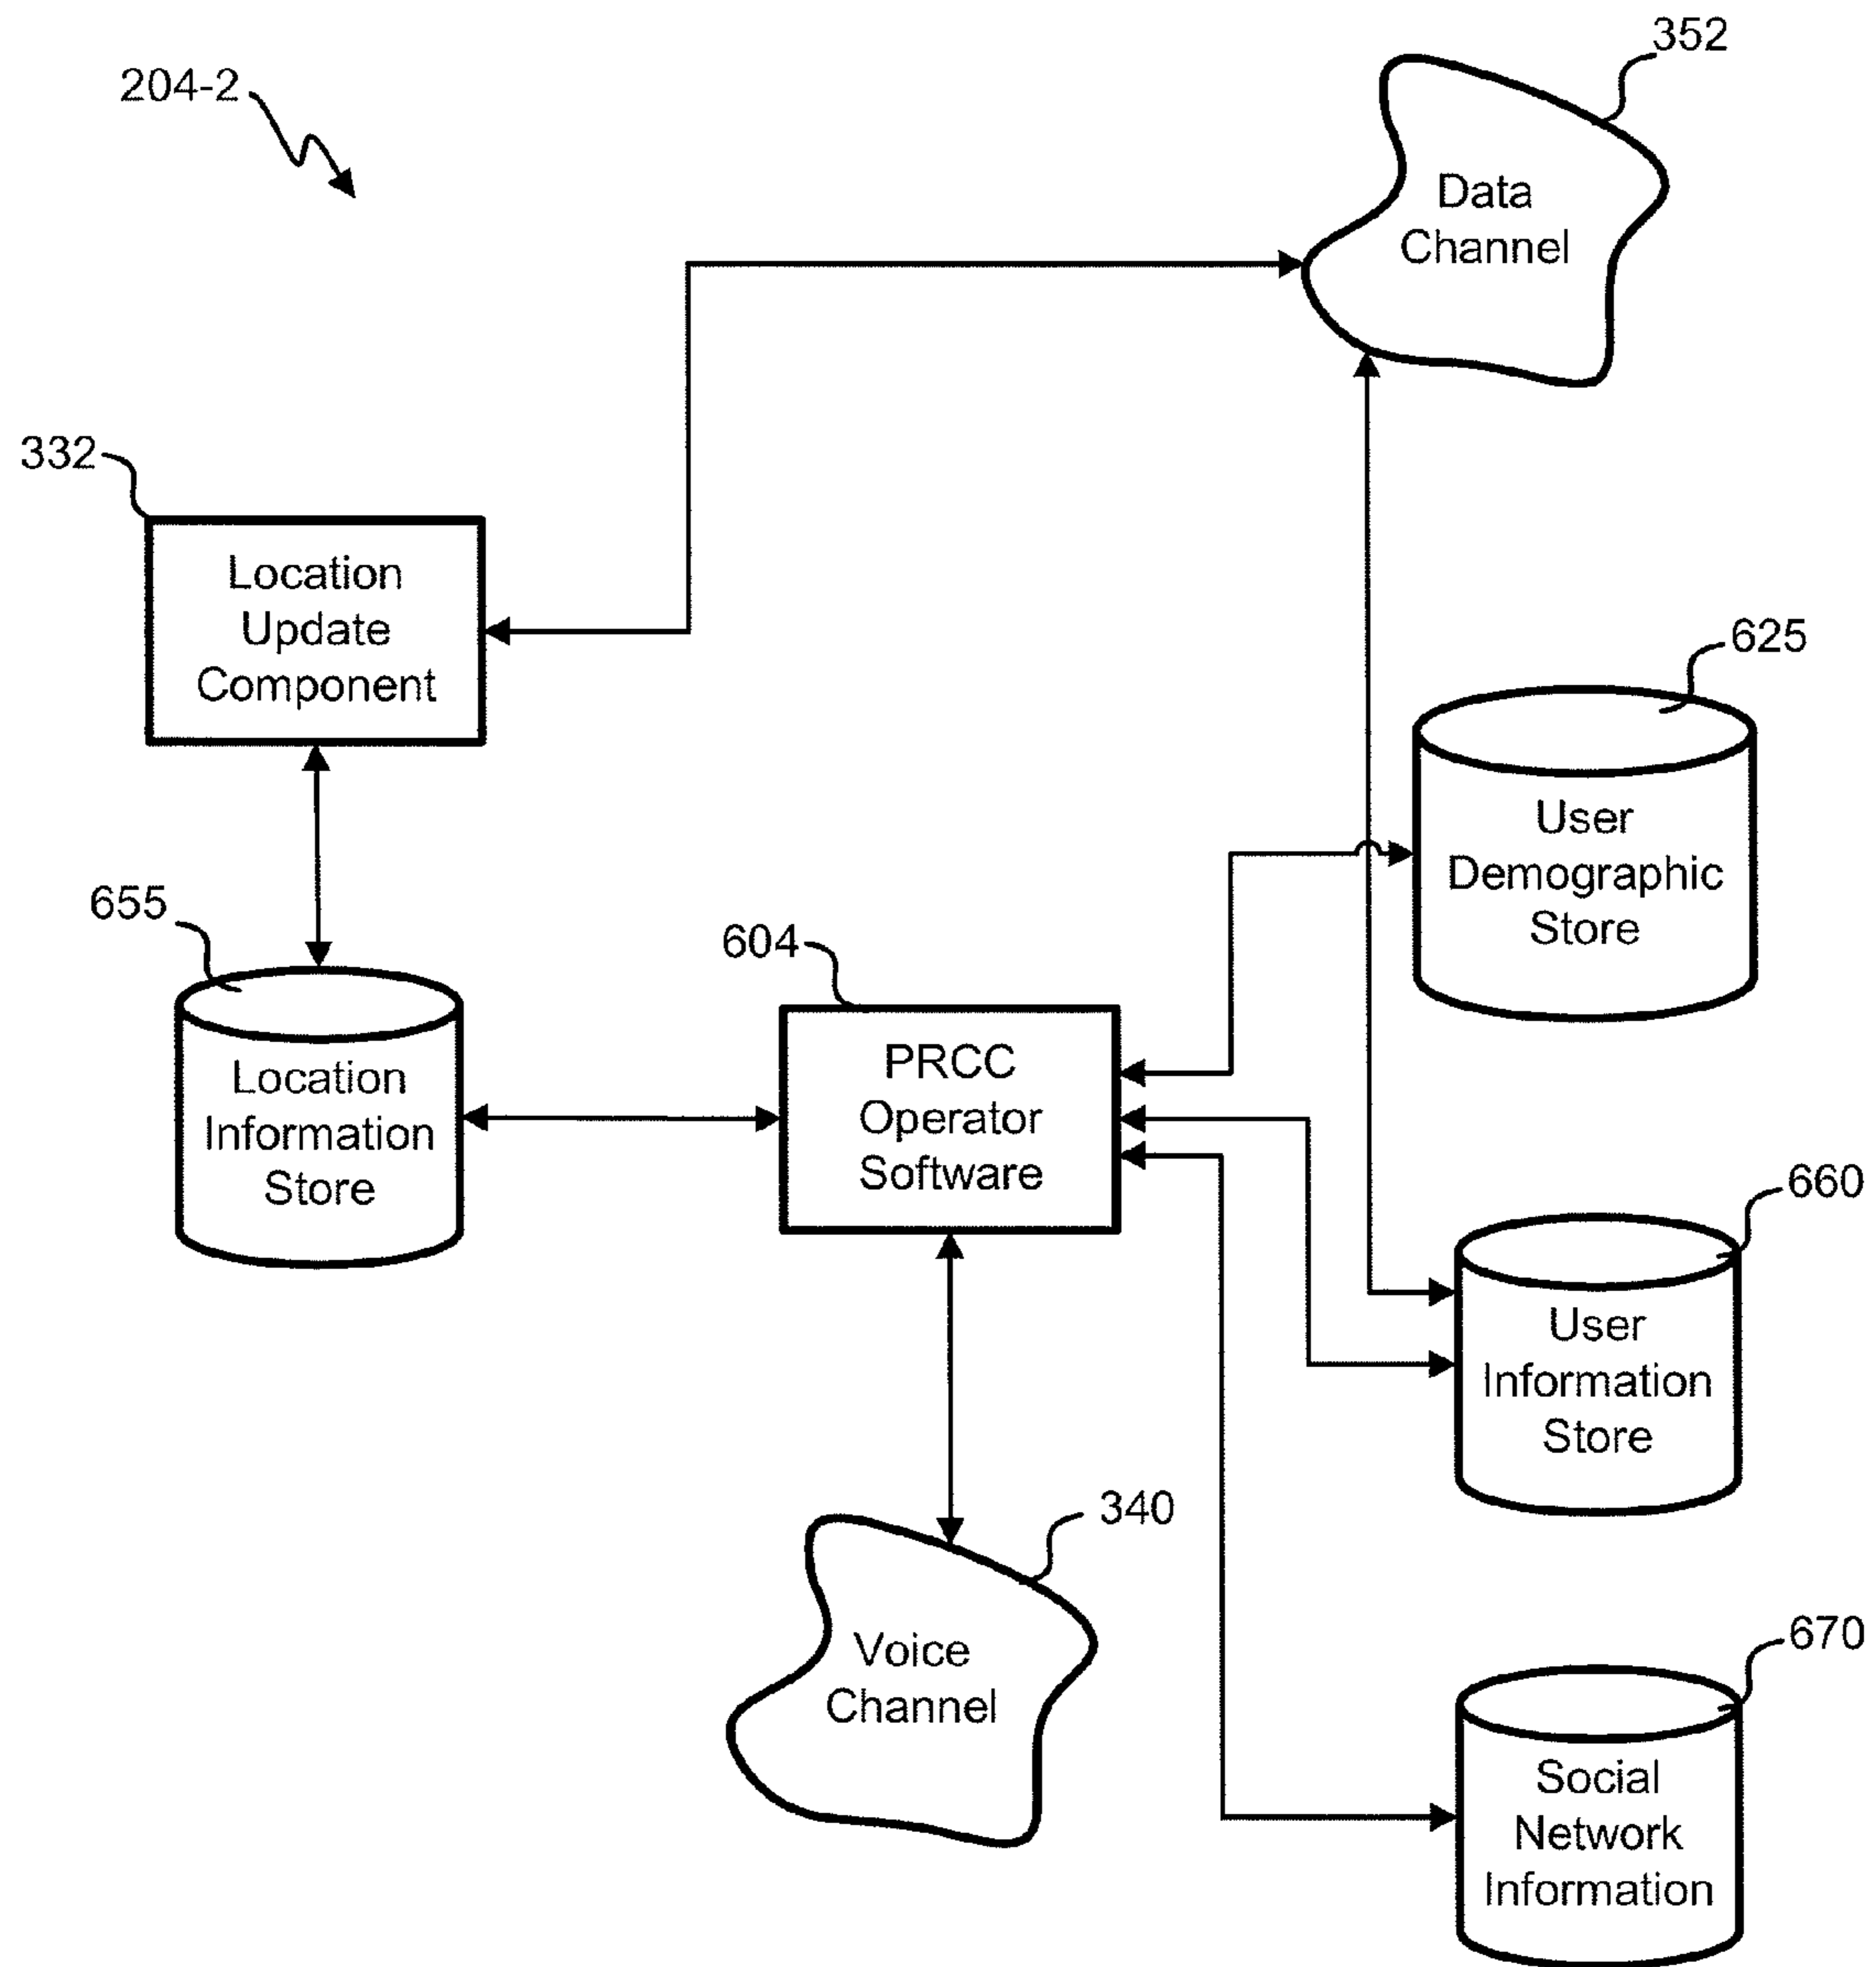 204-2
352
Data
Channel
332
Location
Update
Component
625
User
Demographic
Store
655
Location
Information
Store
604
PRCC
Operator
Software
660
User
Information
Store
340
Voice
Channel
670
Social
Network
Information